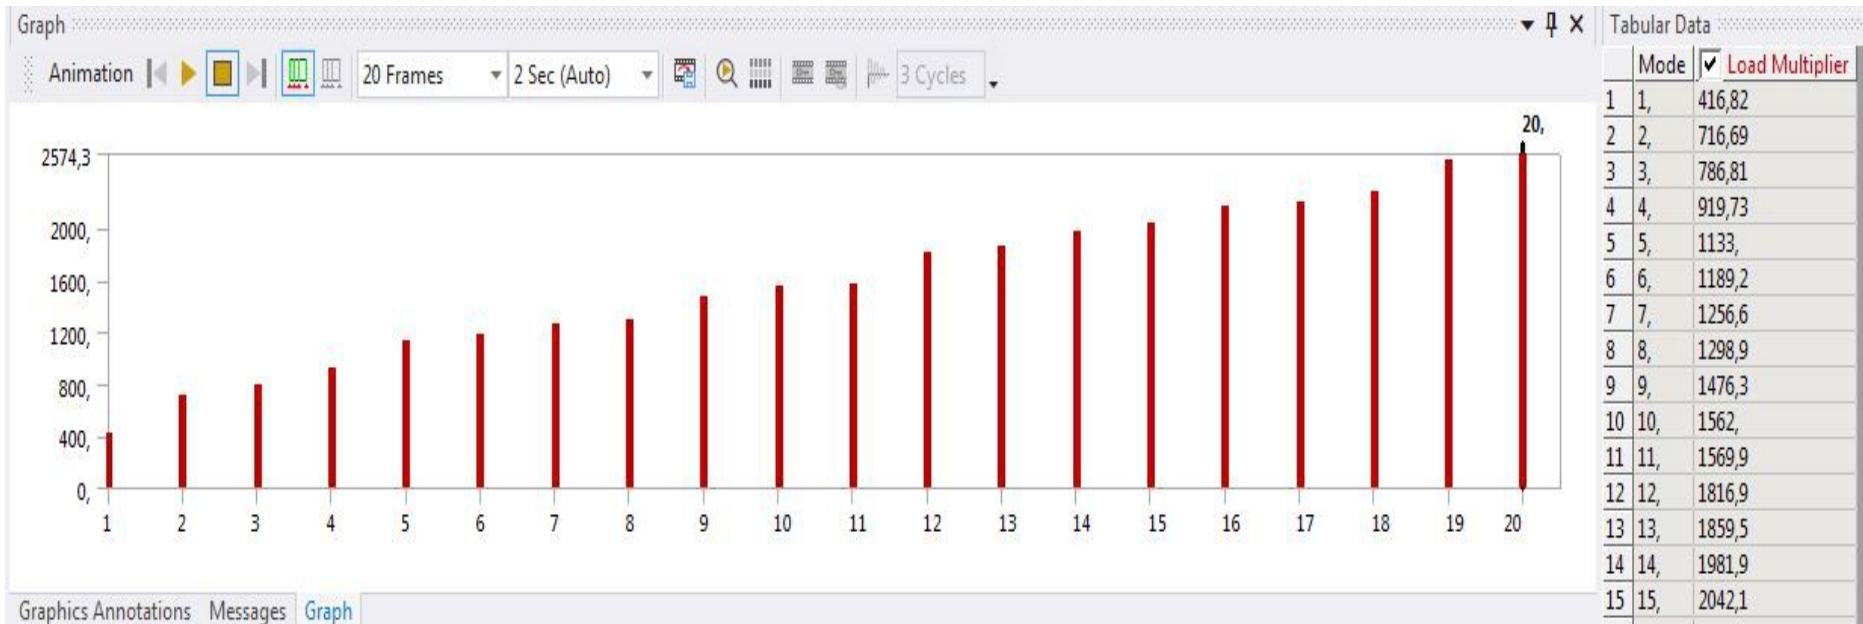 Graph
Animation 20 Frames 2 Sec (Auto) 3 Cycles
20,
2574,3
2000,
1600,
1200,
800,
400,
0,
1 2 3 4 5 6 7 8 9 10 11 12 13 14 15 16 17 18 19 20
Graphics Annotations Messages Graph
Tabular Data
Mode Load Multiplier
1 1, 416,82
2 2, 716,69
3 3, 786,81
4 4, 919,73
5 5, 1133,
6 6, 1189,2
7 7, 1256,6
8 8, 1298,9
9 9, 1476,3
10 10, 1562,
11 11, 1569,9
12 12, 1816,9
13 13, 1859,5
14 14, 1981,9
15 15, 2042,1